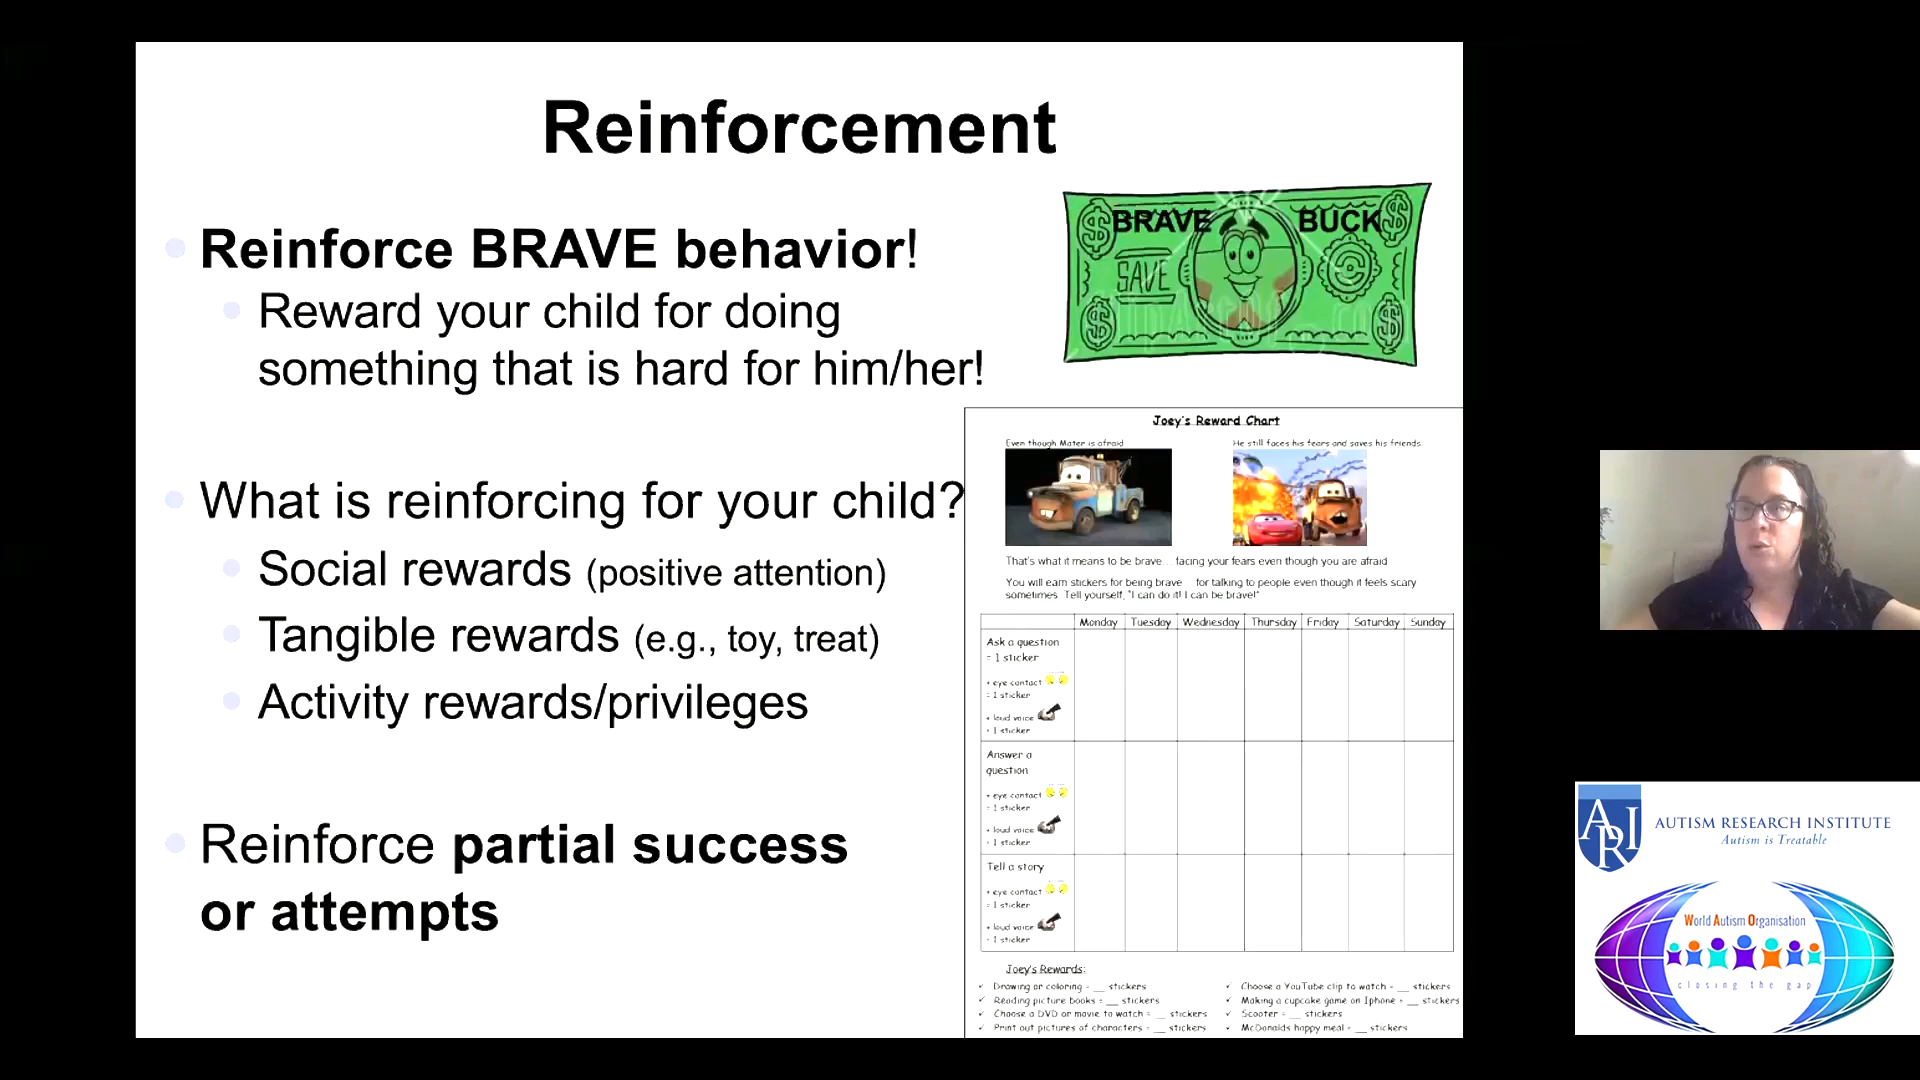 Reinforcement
Reinforce BRAVE behavior!
Reward your child for doing
something that is hard for him/her!
What is reinforcing for your child?
Social rewards (positive attention)
Tangible rewards (e.g., toy, treat)
Activity rewards/privileges
Reinforce partial success
or attempts
BRAVE BUCK
SAVE
Joey's Reward Chart
Even though Mater is afraid
He still faces his fears and saves his friends.
That's what it means to be brave... facing your fears even though you are afraid
You will earn stickers for being brave... for talking to people even though it feels scary
sometimes. Tell yourself, "I can do it! I can be brave!"
Monday Tuesday Wednesday Thursday Friday Saturday Sunday
Ask a question
= 1 sticker
+ eye contact
= 1 sticker
+ loud voice
= 1 sticker
Answer a
question
+ eye contact
= 1 sticker
+ loud voice
= 1 sticker
Tell a story
+ eye contact
= 1 sticker
+ loud voice
= 1 sticker
Joey's Rewards:
✓ Drawing or coloring = __ stickers
✓ Reading picture books = __ stickers
✓ Choose a DVD or movie to watch = __ stickers
✓ Print out pictures of characters = __ stickers
✓ Choose a YouTube clip to watch = __ stickers
✓ Making a cupcake game on Iphone = __ stickers
✓ Scooter = __ stickers
✓ McDonalds happy meal = __ stickers
ARI
AUTISM RESEARCH INSTITUTE
Autism is Treatable
World Autism Organisation
closing the gap